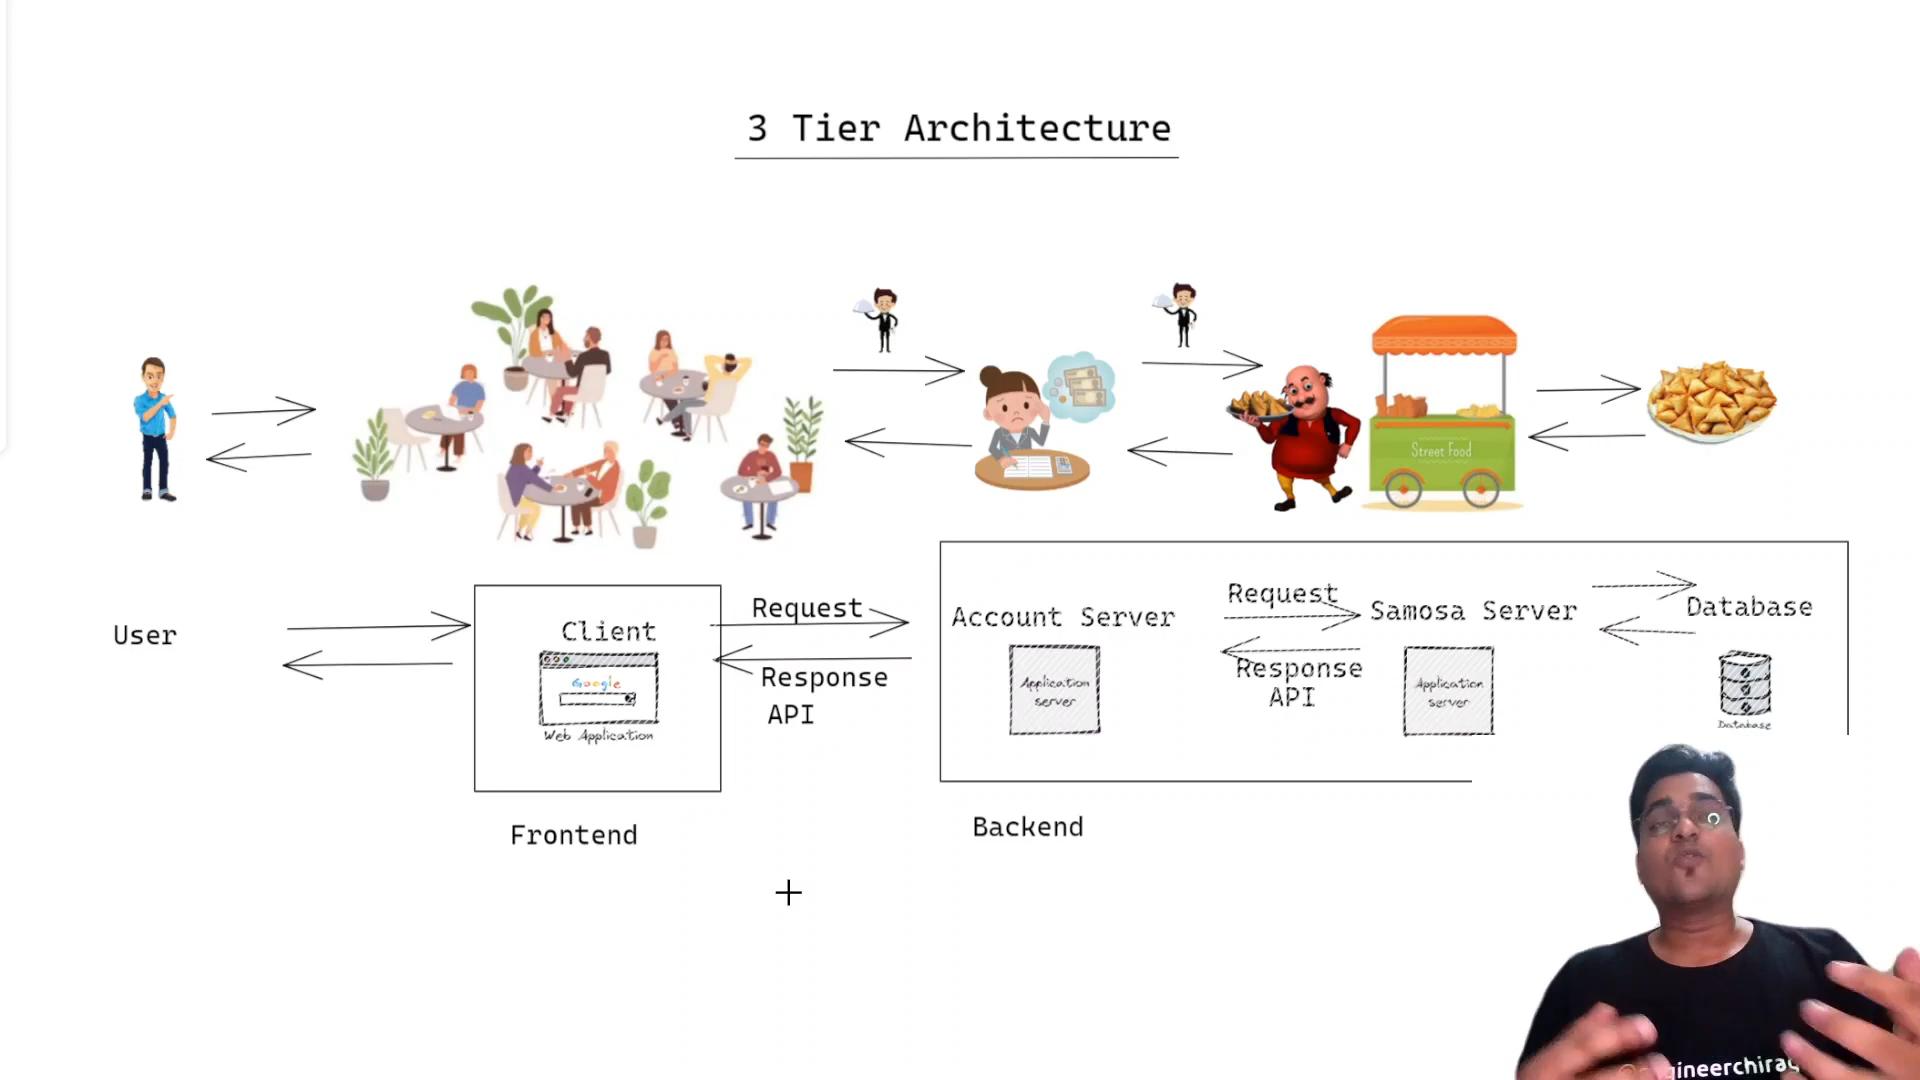 3 Tier Architecture
Street Food
User
Client
Google
Web Application
Frontend
Request
Response
API
Account Server
Application
server
Request
Response
API
Samosa Server
Application
server
Database
Database
Backend